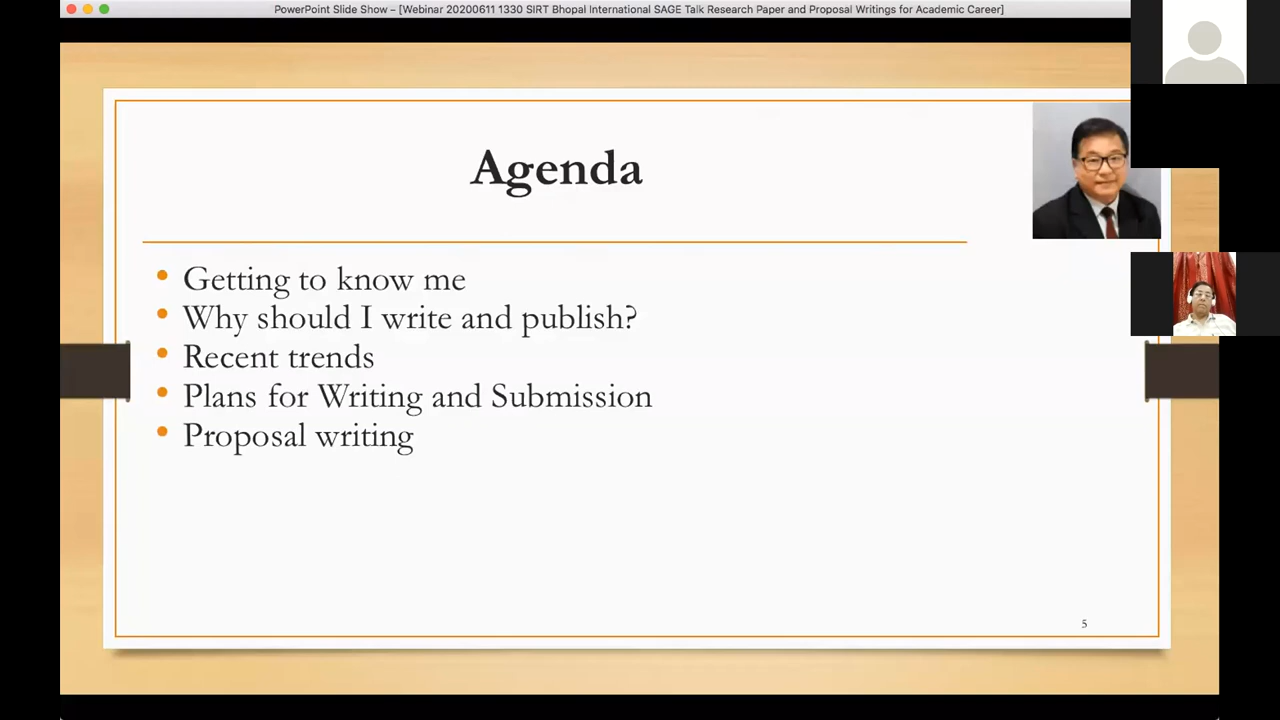 PowerPoint Slide Show – [Webinar 20200611 1330 SIRT Bhopal International SAGE Talk Research Paper and Proposal Writings for Academic Career]
Agenda
• Getting to know me
• Why should I write and publish?
• Recent trends
• Plans for Writing and Submission
• Proposal writing
5